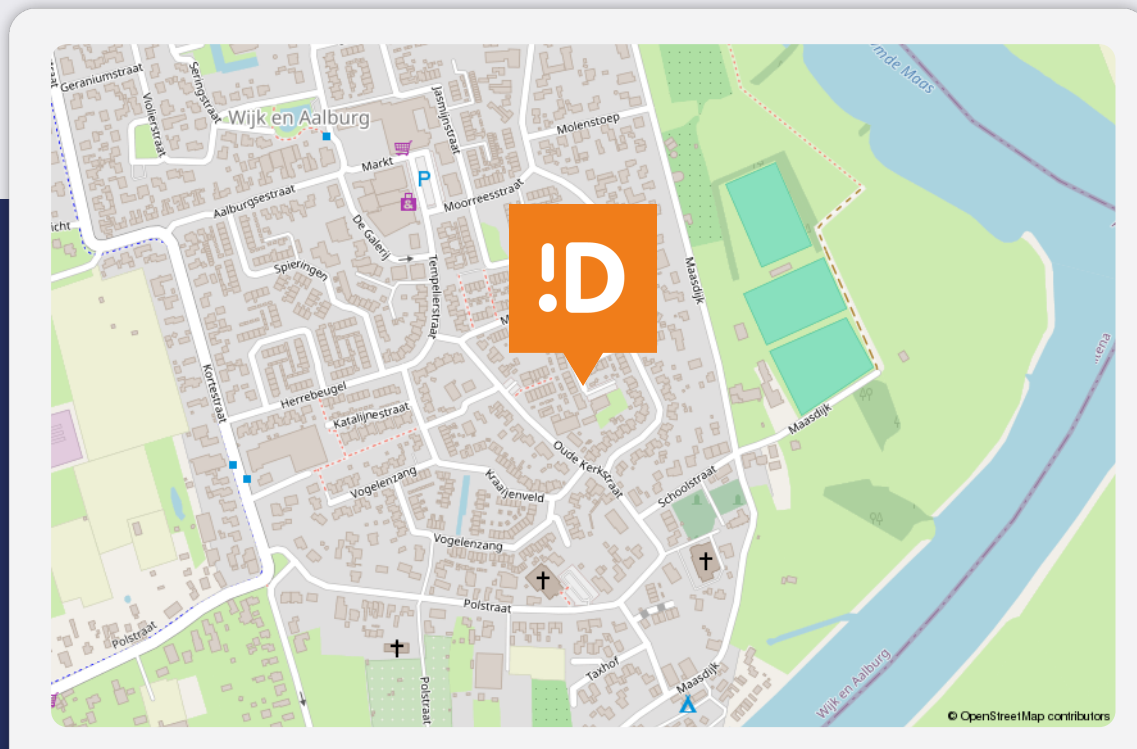 Geraniumstraat
Seringstraat
Violierstraat
Wijk en Aalburg
Jasmijnstraat
Molenstoep
Markt
P
Aalburgsestraat
Moorreesstraat
De Galerij
Spieringen
Tempelierstraat
!D
Maasdijk
Kortestraat
Herrebeugel
Katalijnestraat
Vogelenzang
Kraaijenveld
Oude Kerkstraat
Schoolstraat
Maasdijk
Vogelenzang
Polstraat
Polstraat
Polstraat
Taxhof
Maasdijk
Wijk en Aalburg
© OpenStreetMap contributors